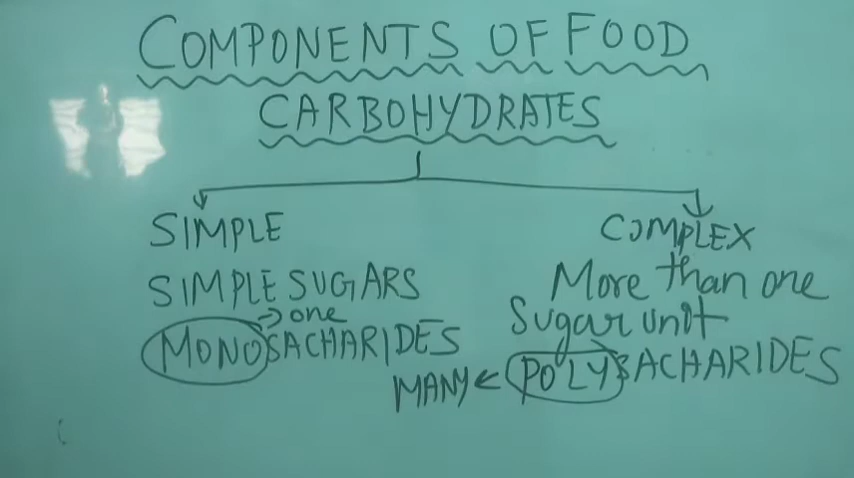 COMPONENTS OF FOOD
CARBOHYDRATES
SIMPLE
SIMPLE SUGARS
→ one
MONOSACHARIDES
COMPLEX
More than one
Sugar unit
MANY ← POLYSACHARIDES